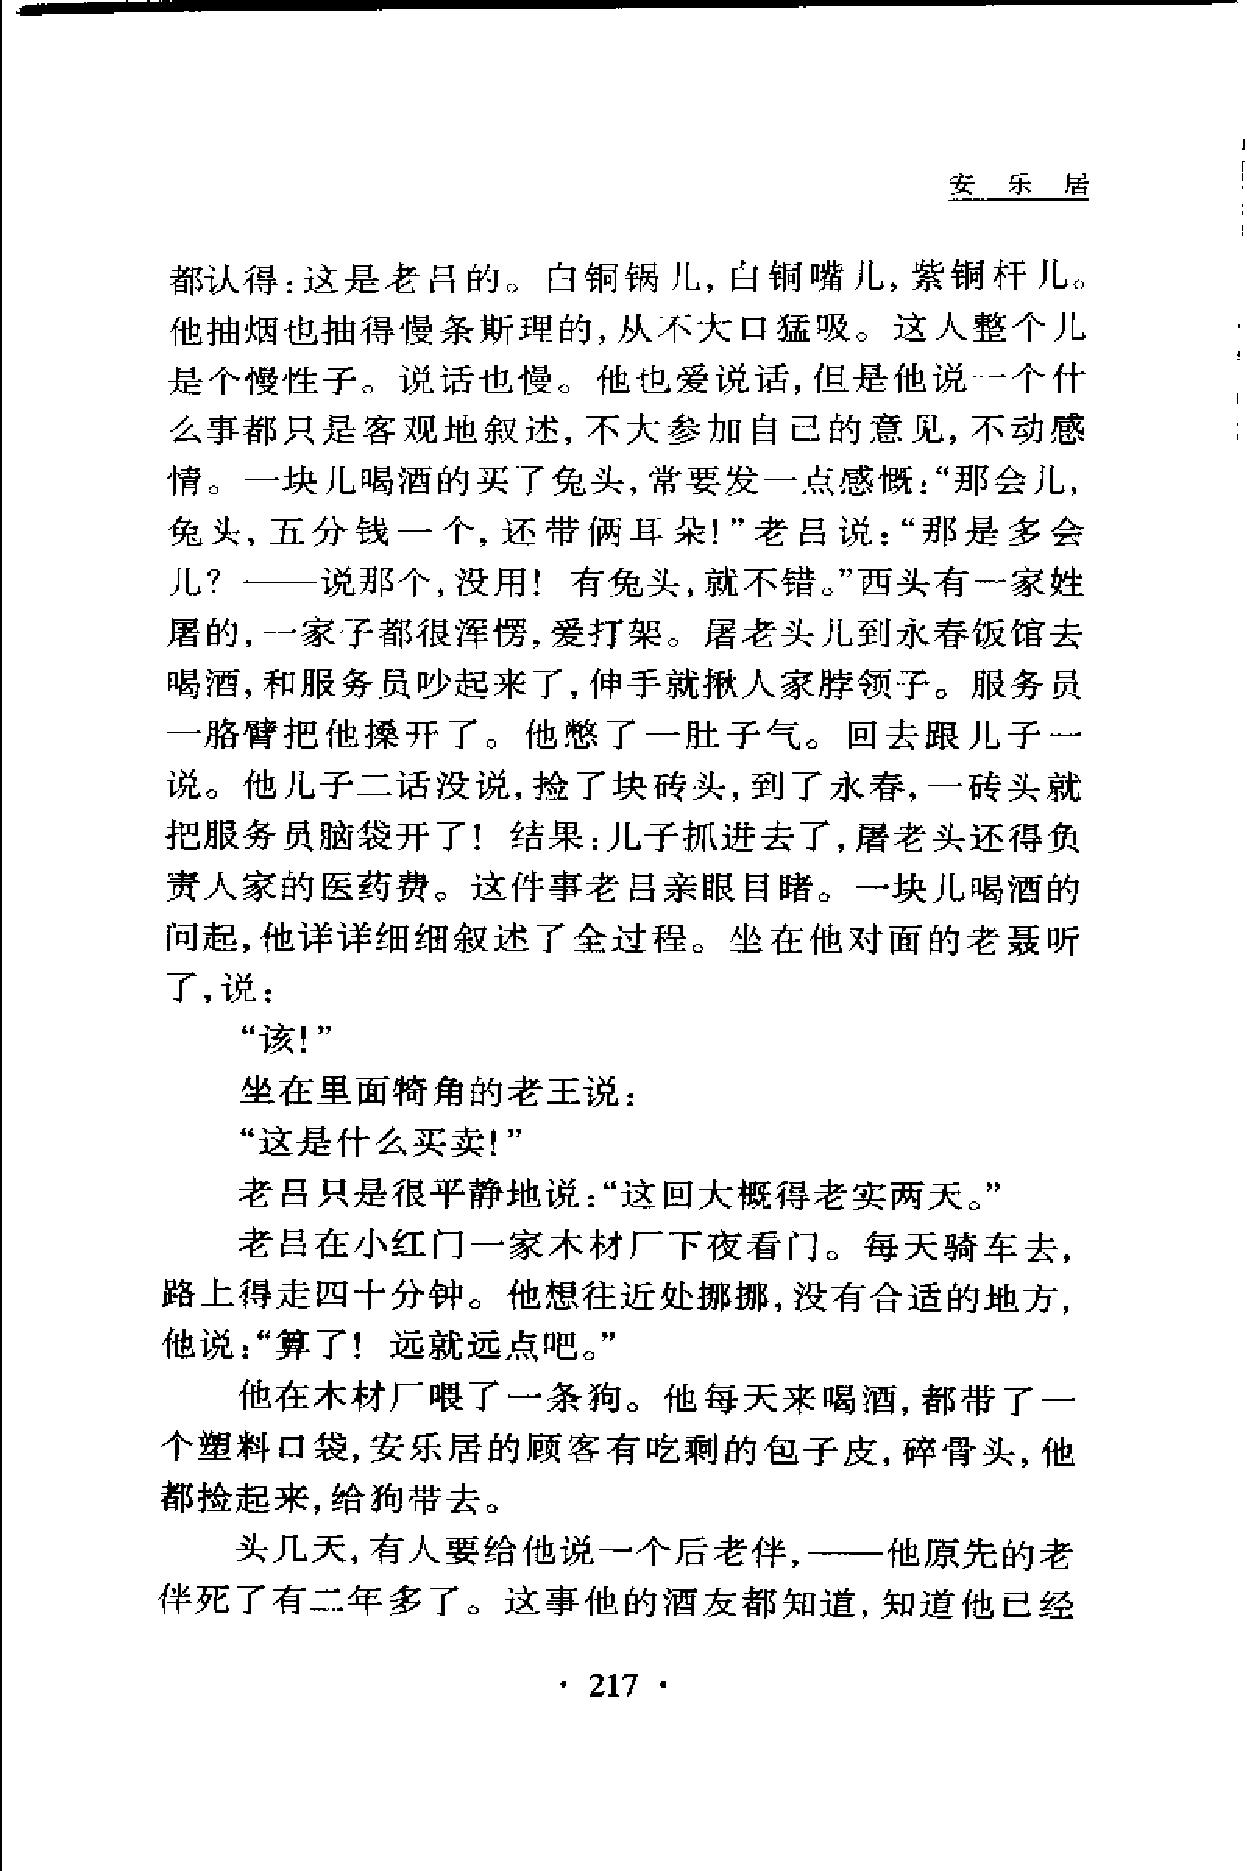 安 乐 居
都认得:这是老吕的。白铜锅儿,白铜嘴儿,紫铜杆儿。
他抽烟也抽得慢条斯理的,从不大口猛吸。这人整个儿
是个慢性子。说话也慢。他也爱说话,但是他说一个什
么事都只是客观地叙述,不大参加自己的意见,不动感
情。一块儿喝酒的买了兔头,常要发一点感慨:“那会儿,
兔头,五分钱一个,还带俩耳朵!”老吕说:“那是多会
儿?——说那个,没用!有兔头,就不错。”西头有一家姓
屠的,一家子都很浑愣,爱打架。屠老头儿到永春饭馆去
喝酒,和服务员吵起来了,伸手就揪人家脖领子。服务员
一胳臂把他搡开了。他憋了一肚子气。回去跟儿子一
说。他儿子二话没说,捡了块砖头,到了永春,一砖头就
把服务员脑袋开了!结果:儿子抓进去了,屠老头还得负
责人家的医药费。这件事老吕亲眼目睹。一块儿喝酒的
问起,他详详细细叙述了全过程。坐在他对面的老聂听
了,说:
“该!”
坐在里面犄角的老王说:
“这是什么买卖!”
老吕只是很平静地说:“这回大概得老实两天。”
老吕在小红门一家木材厂下夜看门。每天骑车去,
路上得走四十分钟。他想往近处挪挪,没有合适的地方,
他说:“算了!远就远点吧。”
他在木材厂喂了一条狗。他每天来喝酒,都带了一
个塑料口袋,安乐居的顾客有吃剩的包子皮,碎骨头,他
都捡起来,给狗带去。
头几天,有人要给他说一个后老伴,——他原先的老
伴死了有二年多了。这事他的酒友都知道,知道他已经
· 217 ·